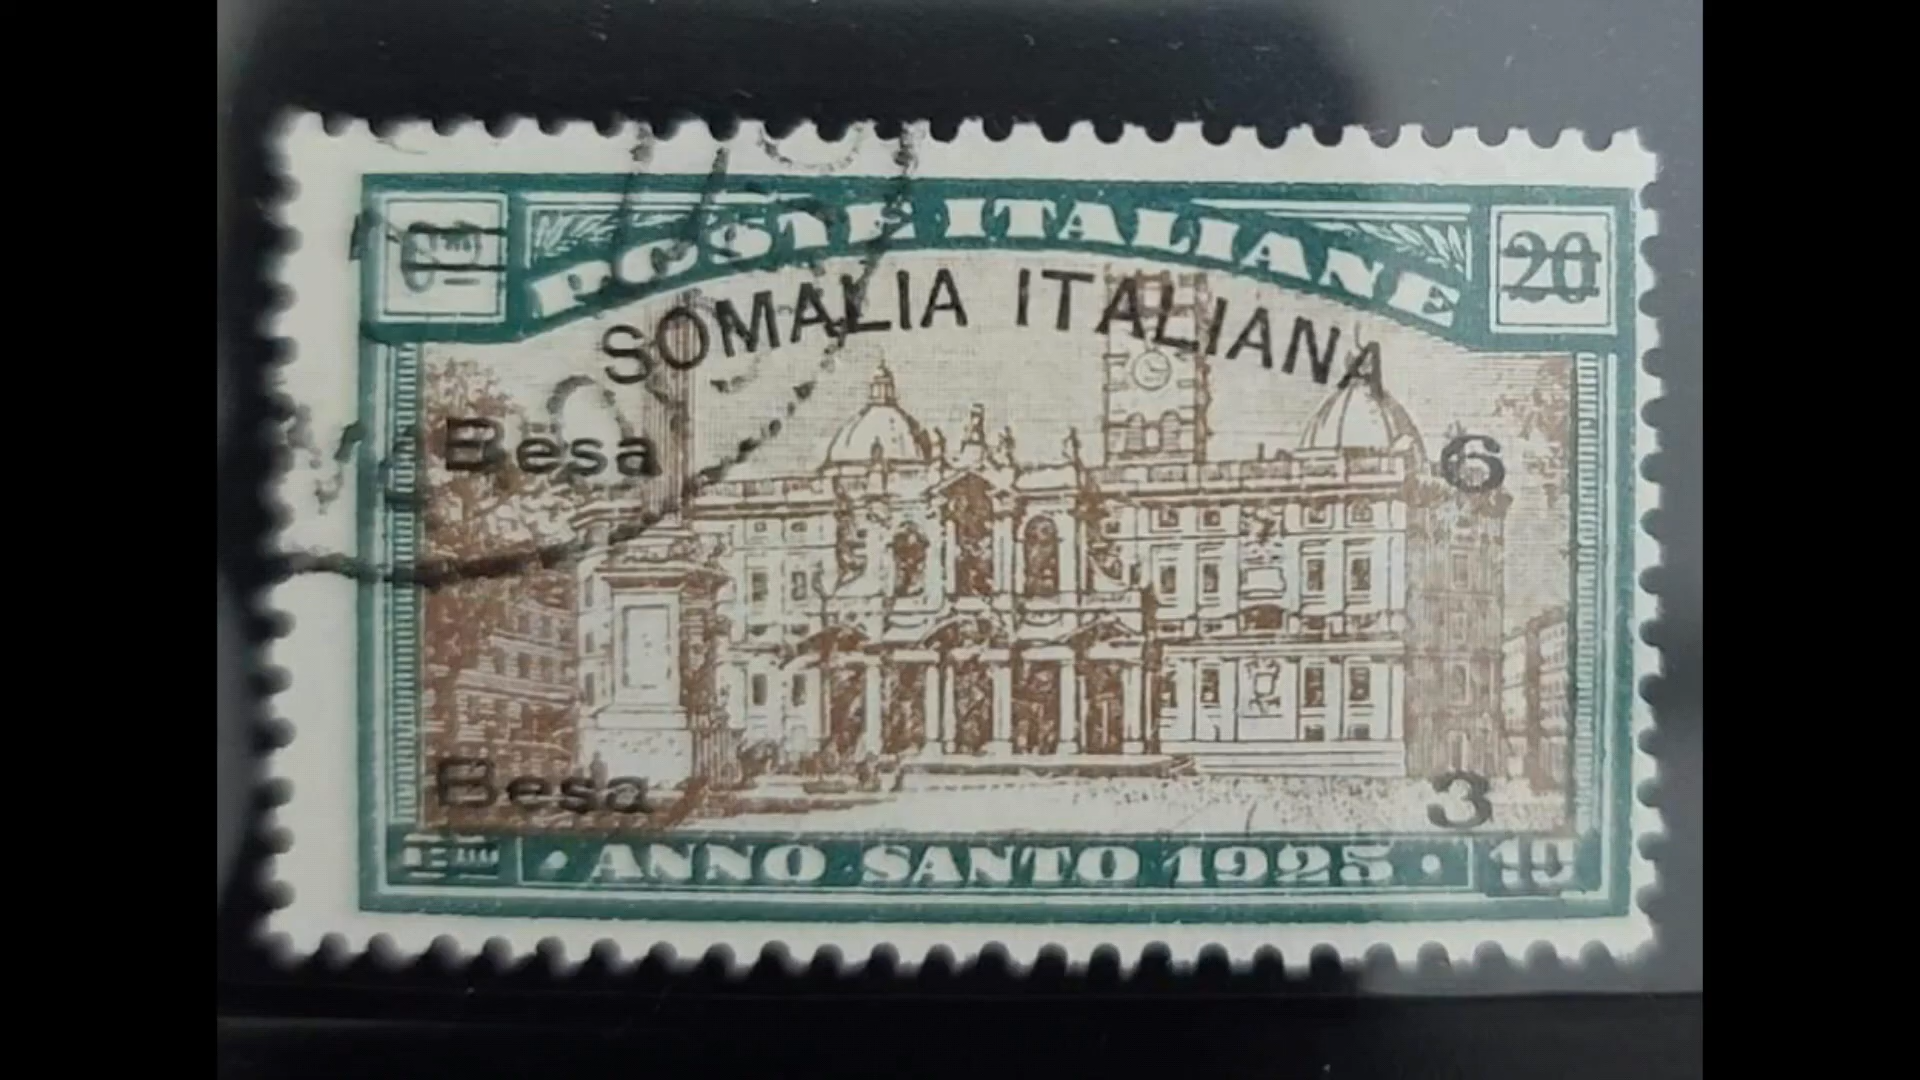 POSTE ITALIANE
20
SOMALIA ITALIANA
Besa 6
Besa 3
· ANNO SANTO 1925 ·